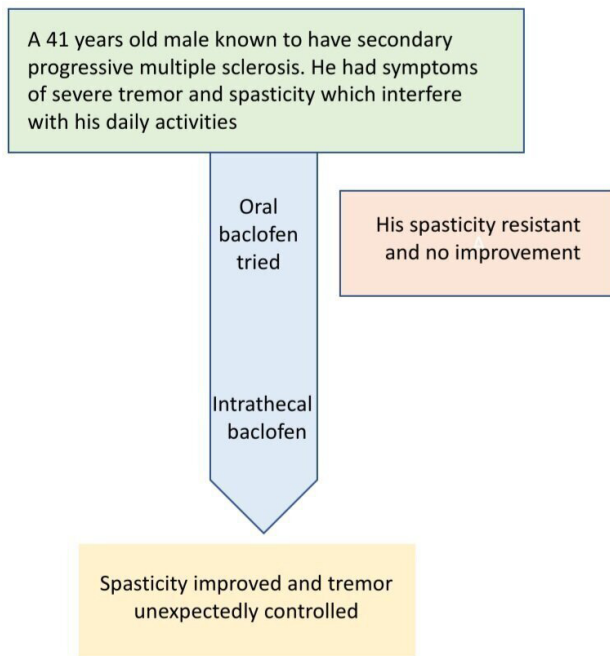 A 41 years old male known to have secondary
progressive multiple sclerosis. He had symptoms
of severe tremor and spasticity which interfere
with his daily activities
Oral
baclofen
tried
His spasticity resistant
and no improvement
Intrathecal
baclofen
Spasticity improved and tremor
unexpectedly controlled